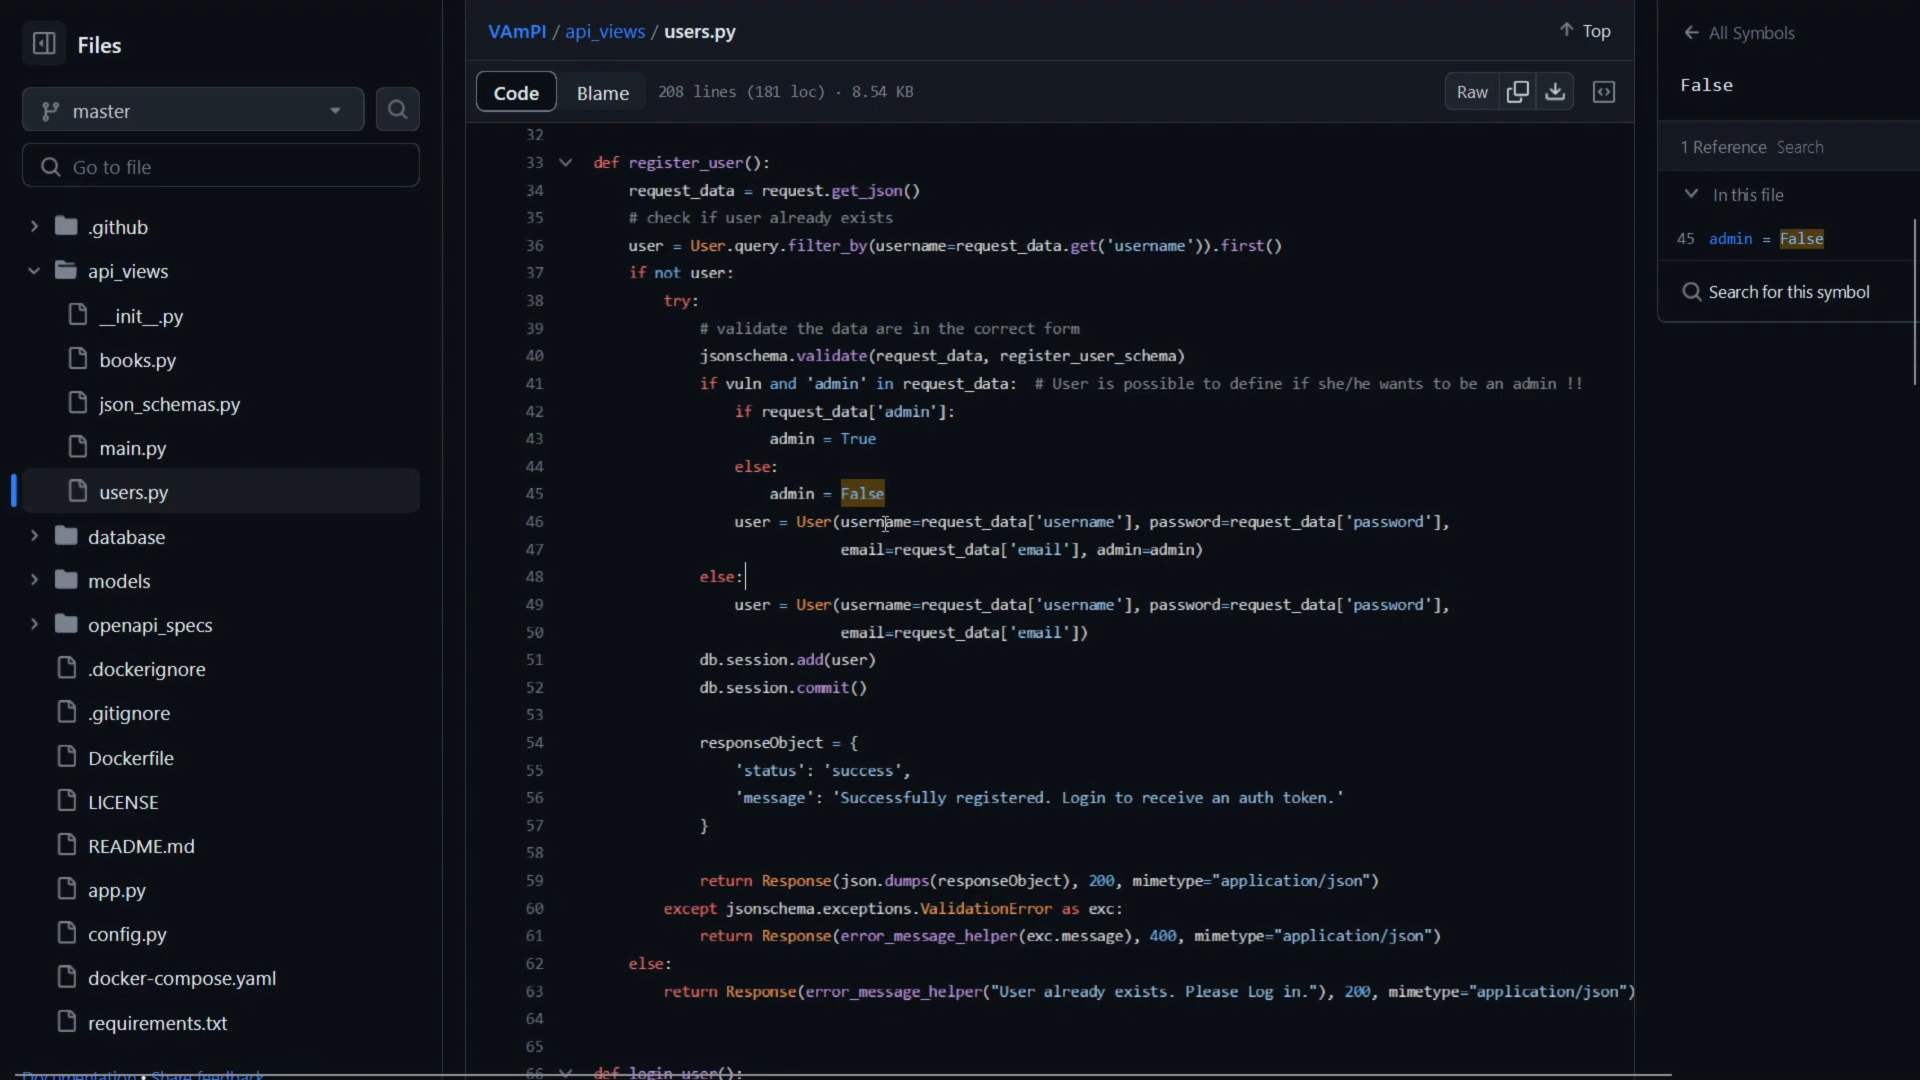 Files
master
Go to file
.github
api_views
__init__.py
books.py
json_schemas.py
main.py
users.py
database
models
openapi_specs
.dockerignore
.gitignore
Dockerfile
LICENSE
README.md
app.py
config.py
docker-compose.yaml
requirements.txt
Documentation • Share feedback
VAmPI / api_views / users.py
Top
Code Blame 208 lines (181 loc) · 8.54 KB
Raw
32
33 def register_user():
34 request_data = request.get_json()
35 # check if user already exists
36 user = User.query.filter_by(username=request_data.get('username')).first()
37 if not user:
38 try:
39 # validate the data are in the correct form
40 jsonschema.validate(request_data, register_user_schema)
41 if vuln and 'admin' in request_data: # User is possible to define if she/he wants to be an admin !!
42 if request_data['admin']:
43 admin = True
44 else:
45 admin = False
46 user = User(username=request_data['username'], password=request_data['password'],
47 email=request_data['email'], admin=admin)
48 else:
49 user = User(username=request_data['username'], password=request_data['password'],
50 email=request_data['email'])
51 db.session.add(user)
52 db.session.commit()
53
54 responseObject = {
55 'status': 'success',
56 'message': 'Successfully registered. Login to receive an auth token.'
57 }
58
59 return Response(json.dumps(responseObject), 200, mimetype="application/json")
60 except jsonschema.exceptions.ValidationError as exc:
61 return Response(error_message_helper(exc.message), 400, mimetype="application/json")
62 else:
63 return Response(error_message_helper("User already exists. Please Log in."), 200, mimetype="application/json")
64
65
66 def login_user():
All Symbols
False
1 Reference Search
In this file
45 admin = False
Search for this symbol